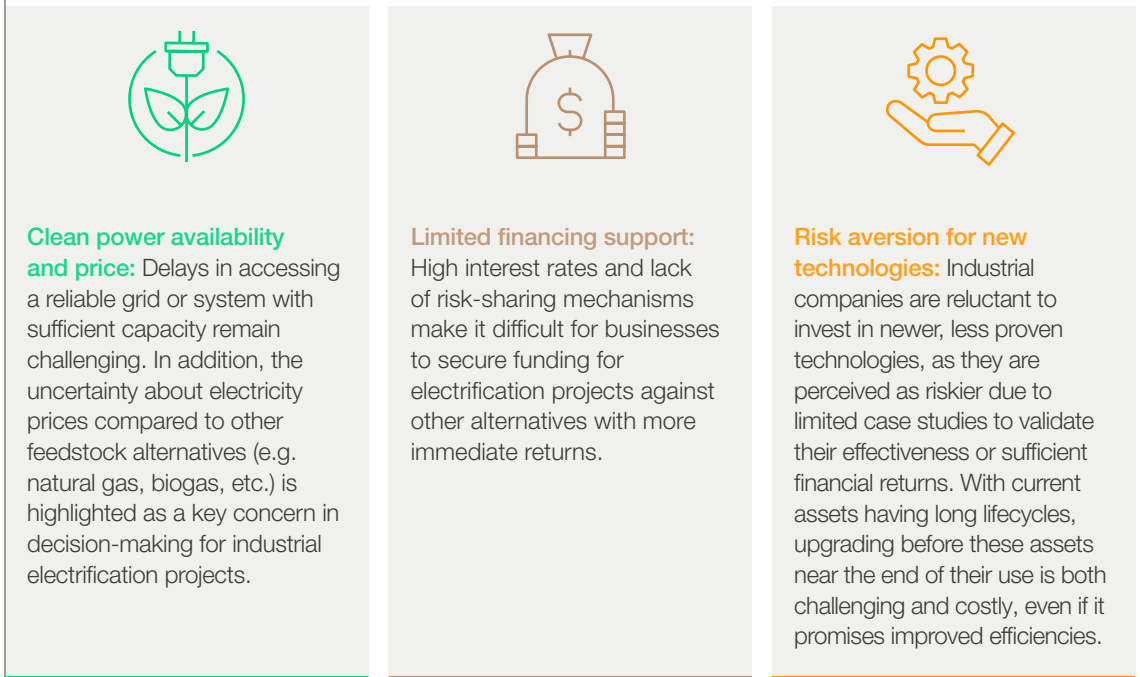 $
Clean power availability
and price: Delays in accessing
a reliable grid or system with
sufficient capacity remain
challenging. In addition, the
uncertainty about electricity
prices compared to other
feedstock alternatives (e.g.
natural gas, biogas, etc.) is
highlighted as a key concern in
decision-making for industrial
electrification projects.
Limited financing support:
High interest rates and lack
of risk-sharing mechanisms
make it difficult for businesses
to secure funding for
electrification projects against
other alternatives with more
immediate returns.
Risk aversion for new
technologies: Industrial
companies are reluctant to
invest in newer, less proven
technologies, as they are
perceived as riskier due to
limited case studies to validate
their effectiveness or sufficient
financial returns. With current
assets having long lifecycles,
upgrading before these assets
near the end of their use is both
challenging and costly, even if it
promises improved efficiencies.